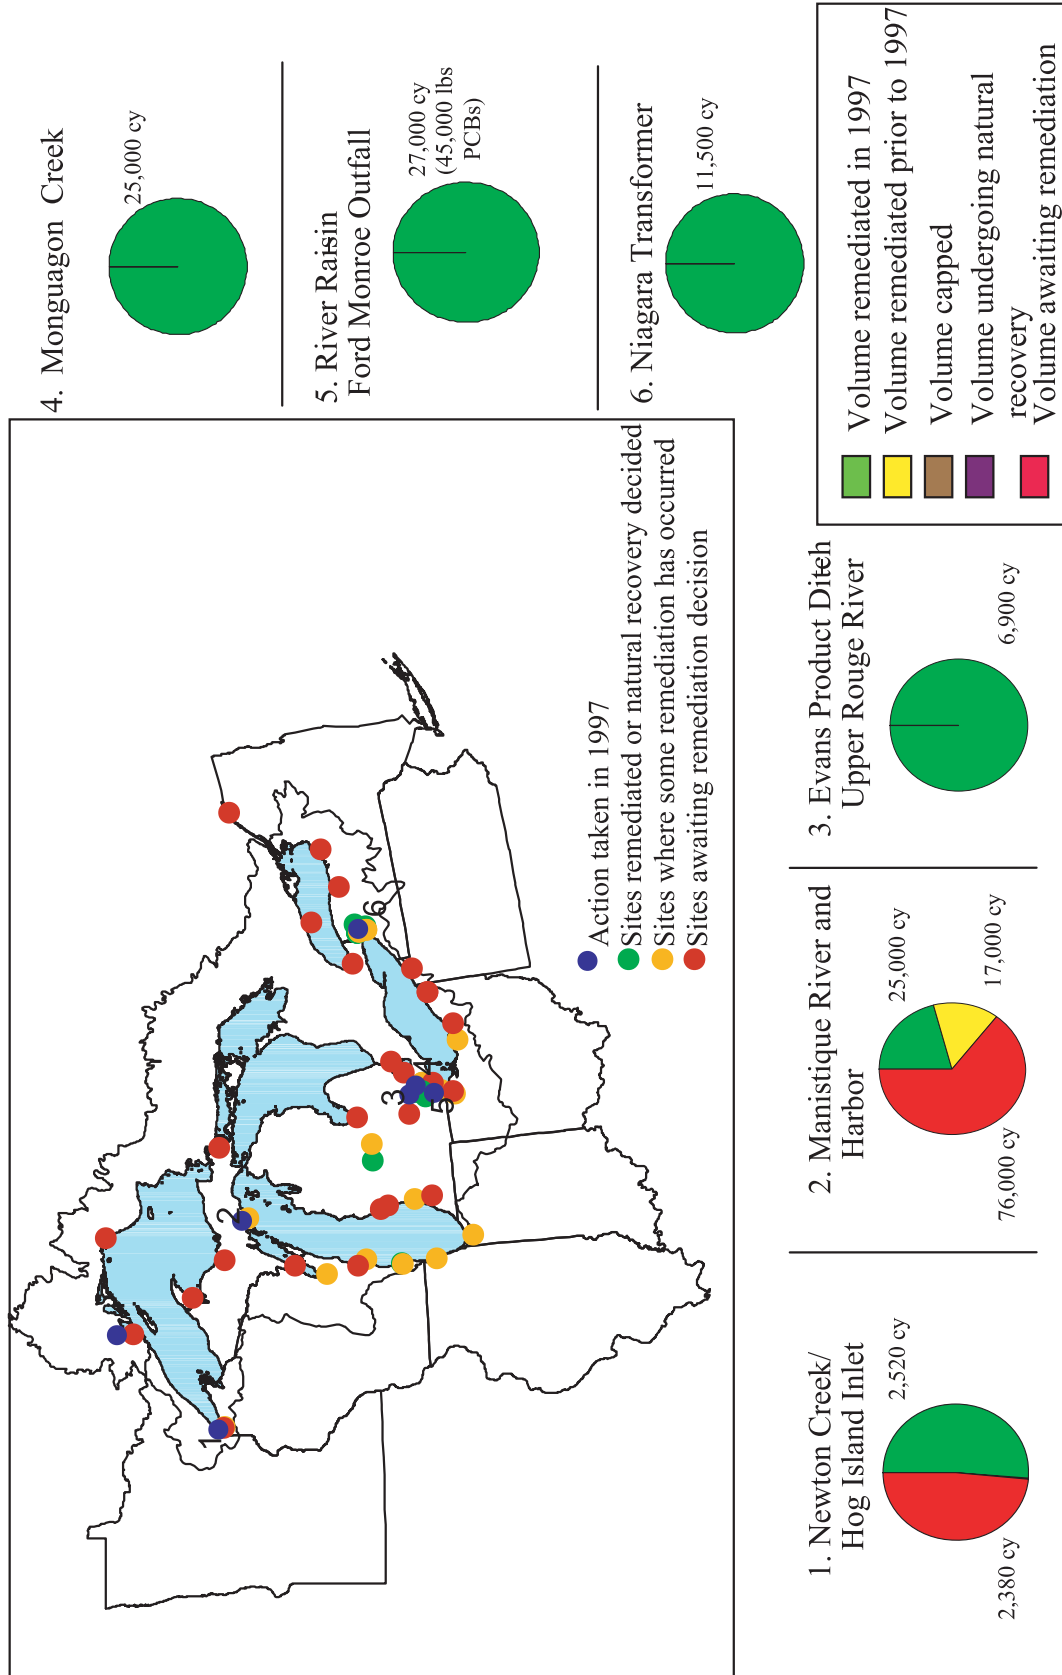 4. Monguagon Creek
25,000 cy
5. River Raisin
Ford Monroe Outfall
27,000 cy
(45,000 lbs
PCBs)
6. Niagara Transformer
11,500 cy
1
2
3
4
5
6
Action taken in 1997
Sites remediated or natural recovery decided
Sites where some remediation has occurred
Sites awaiting remediation decision
1. Newton Creek/
Hog Island Inlet
2,520 cy
2,380 cy
2. Manistique River and
Harbor
25,000 cy
17,000 cy
76,000 cy
3. Evans Product Ditch
Upper Rouge River
6,900 cy
Volume remediated in 1997
Volume remediated prior to 1997
Volume capped
Volume undergoing natural
recovery
Volume awaiting remediation